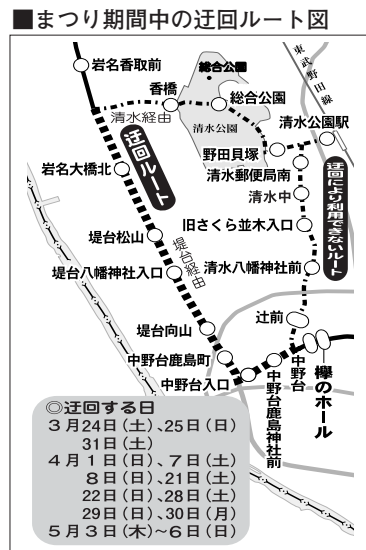 ■まつり期間中の迂回ルート図
岩名香取前
香橋
総合公園
総合公園
東武野田線
清水経由
清水公園
清水公園駅
野田貝塚
迂回ルート
岩名大橋北
清水郵便局南
清水中
迂回により利用できないルート
旧さくら並木入口
堤台松山
堤台経由
堤台八幡神社入口
清水八幡神社前
辻前
堤台向山
中野台鹿島町
中野台
欅のホール
中野台入口
中野台鹿島神社前
◎迂回する日
3月24日(土)、25日(日)
31日(土)
4月1日(日)、7日(土)
8日(日)、21日(土)
22日(日)、28日(土)
29日(日)、30日(月)
5月3日(木)~6日(日)